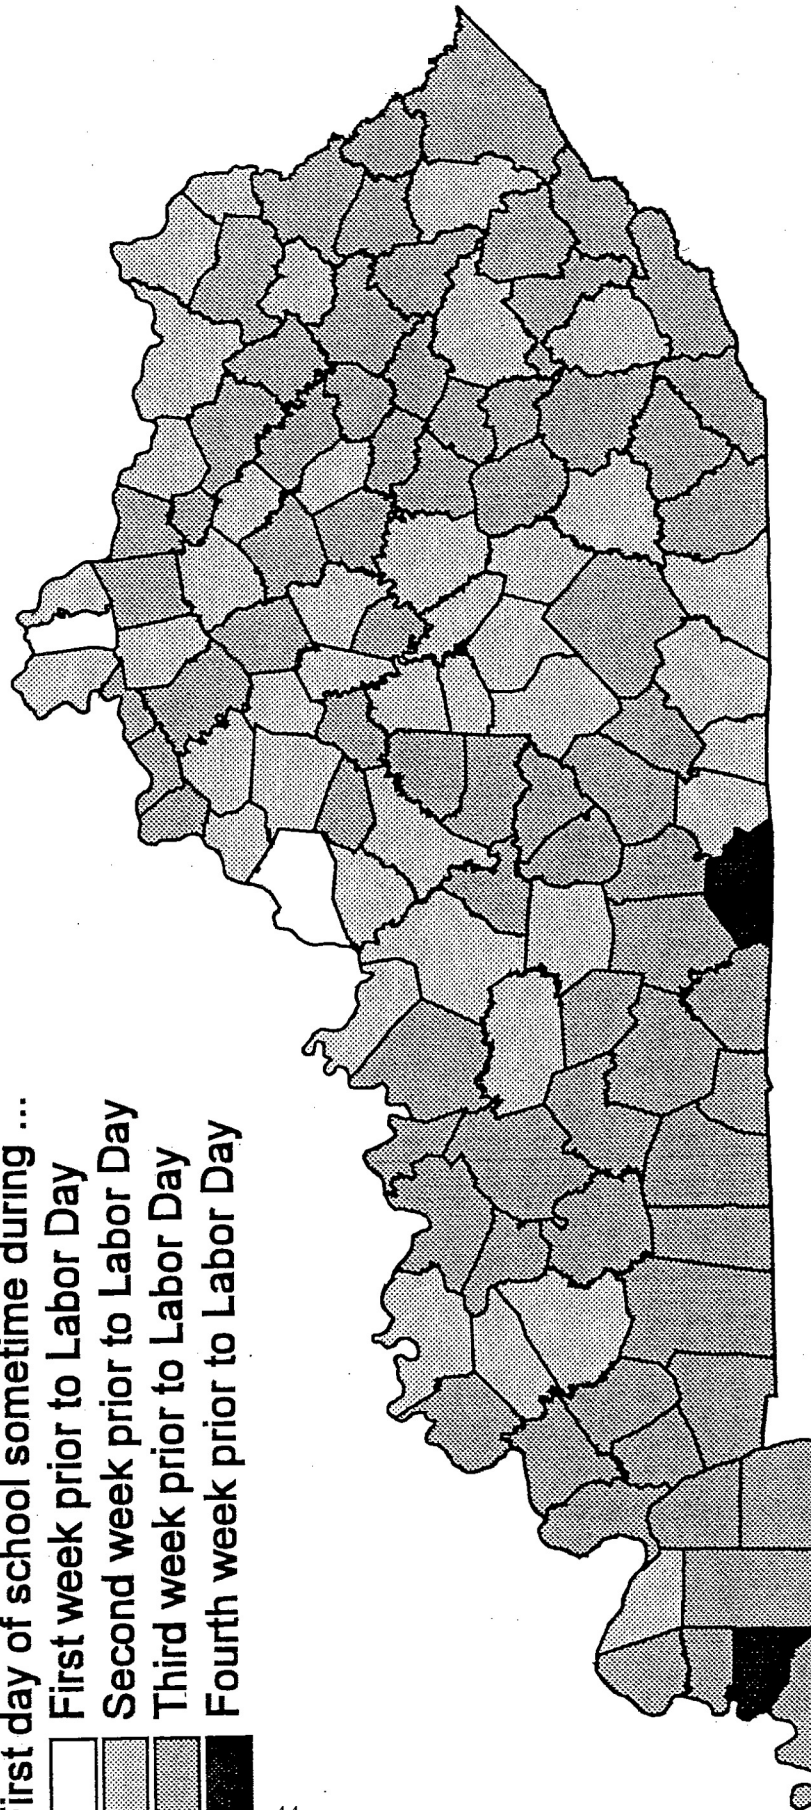 First day of school sometime during ...
First week prior to Labor Day
Second week prior to Labor Day
Third week prior to Labor Day
Fourth week prior to Labor Day